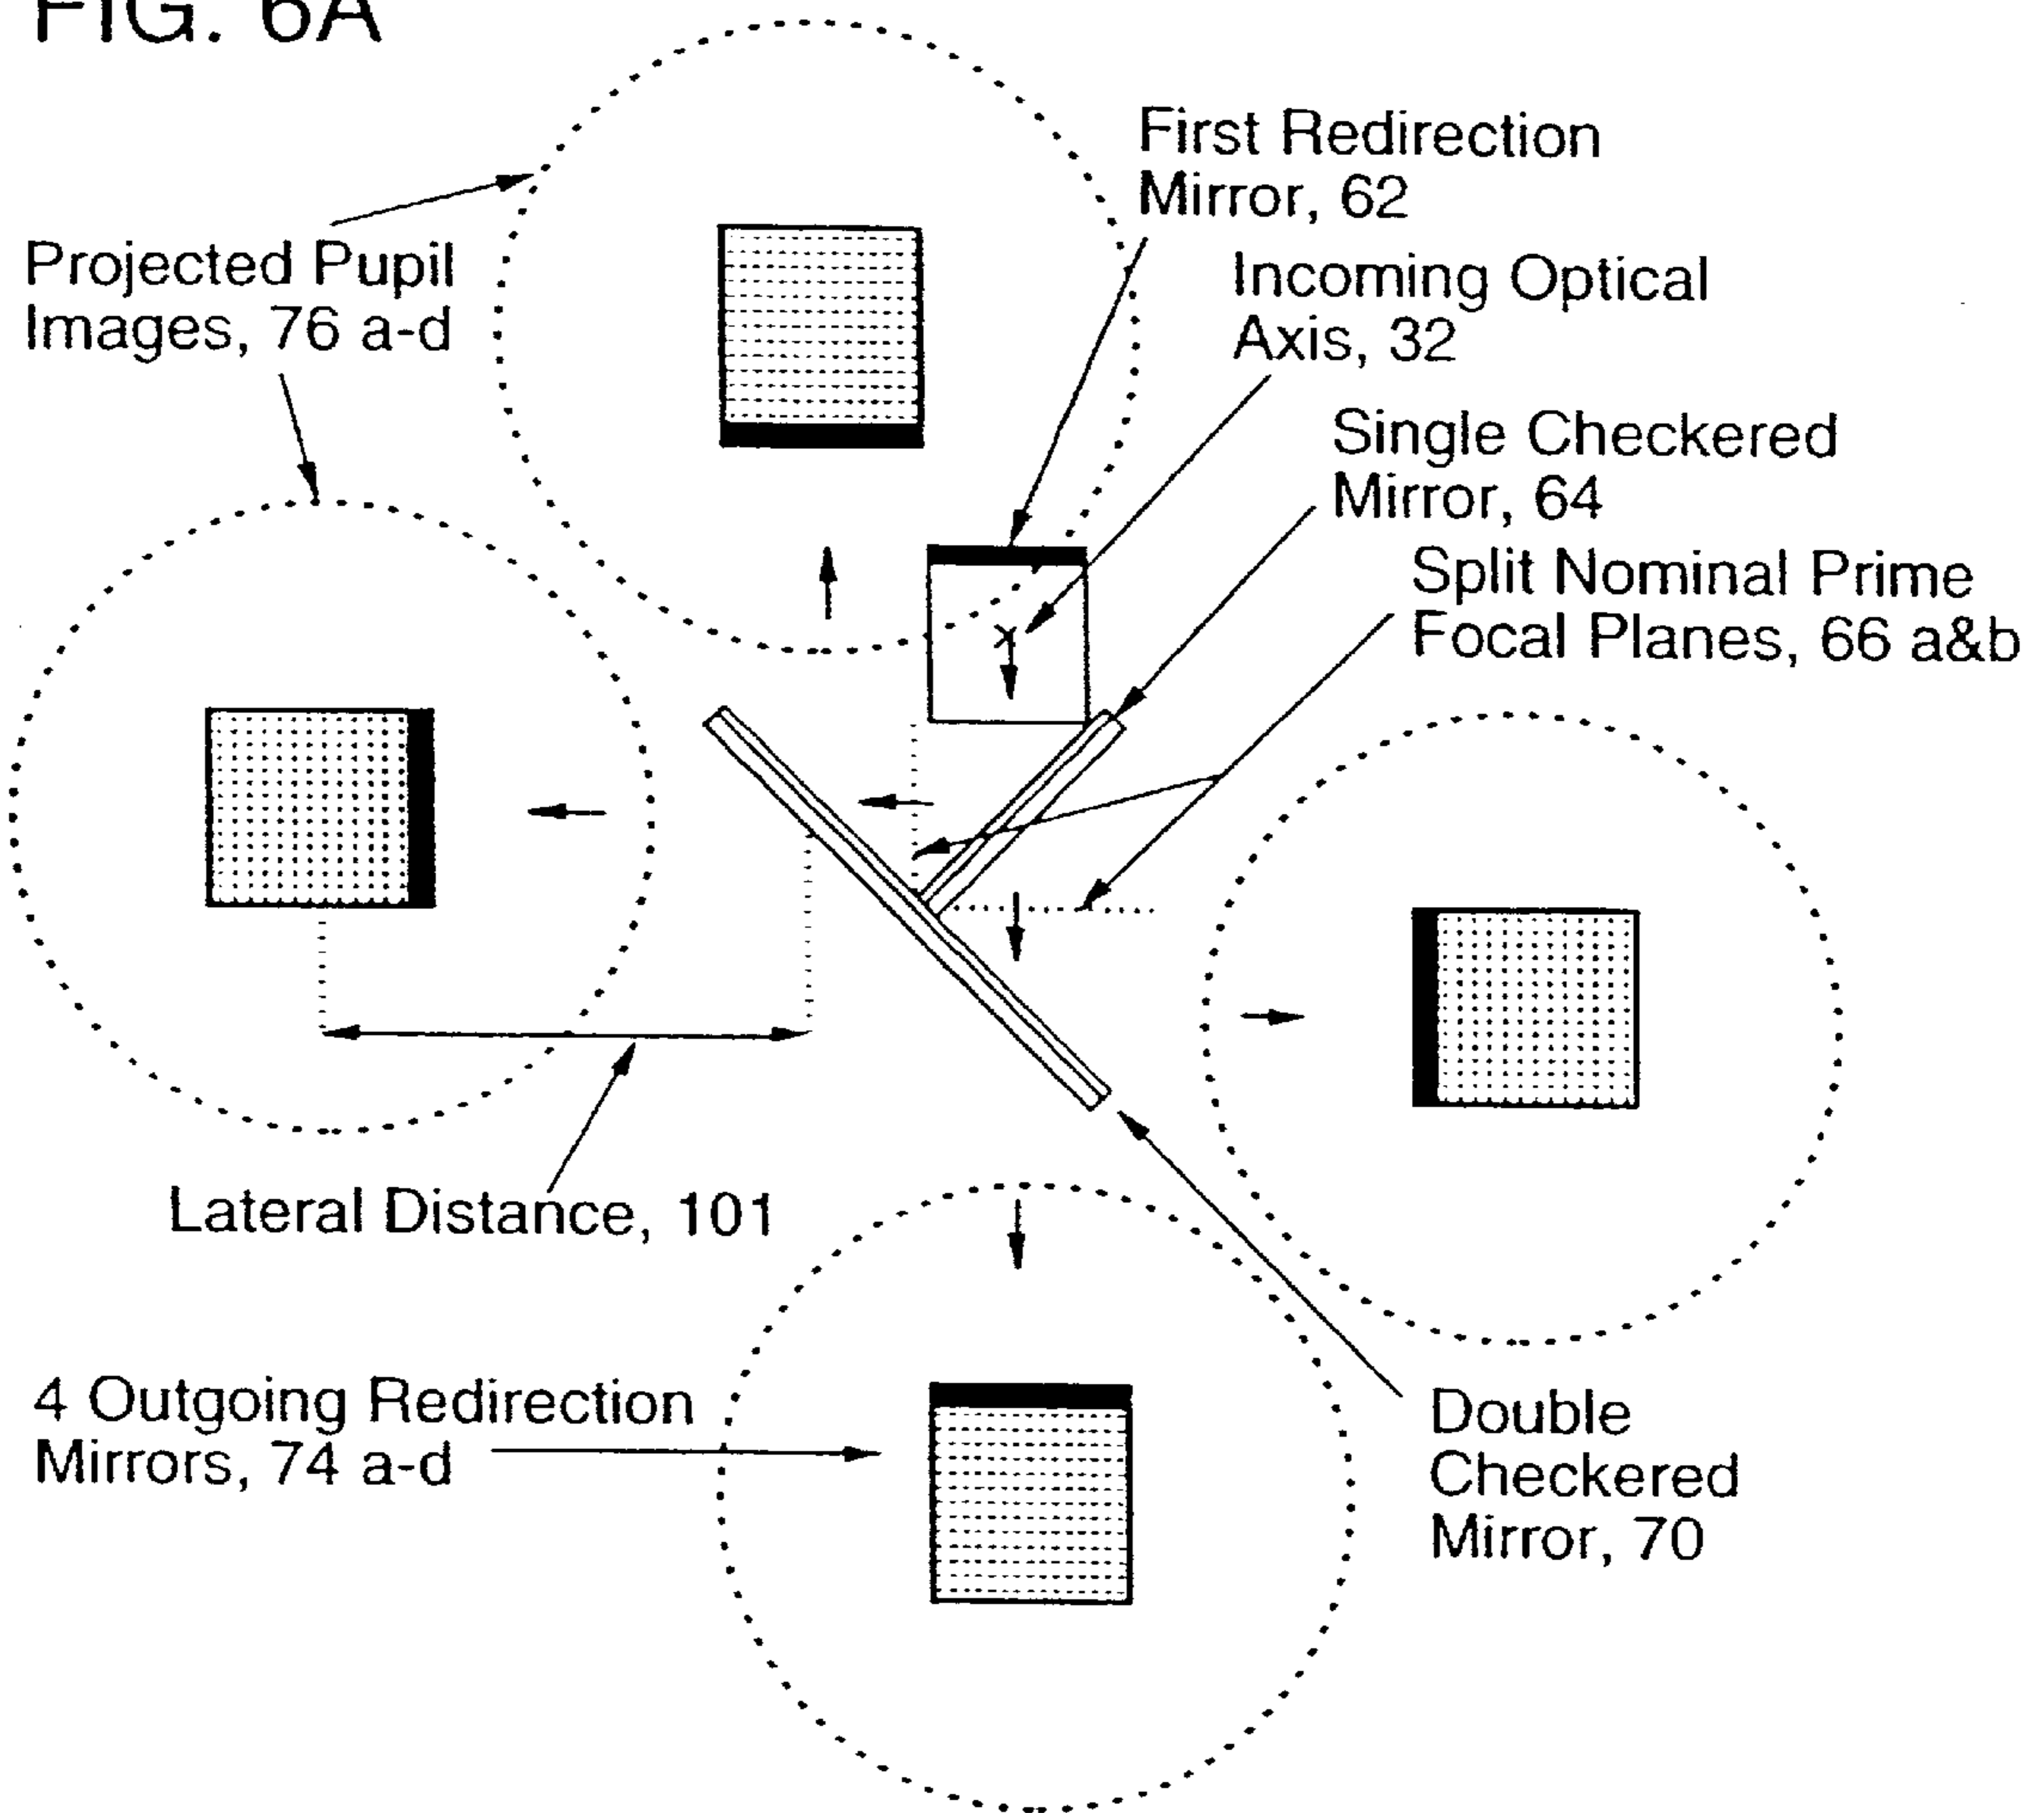 FIG. 6A
First Redirection
Mirror, 62
Projected Pupil
Images, 76 a-d
Incoming Optical
Axis, 32
Single Checkered
Mirror, 64
Split Nominal Prime
Focal Planes, 66 a&b
Lateral Distance, 101
4 Outgoing Redirection
Mirrors, 74 a-d
Double
Checkered
Mirror, 70